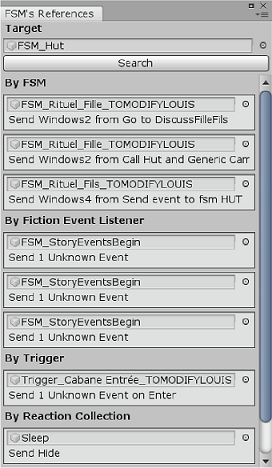 FSM's References
Target
FSM_Hut
Search
By FSM
FSM_Rituel_Fille_TOMODIFYLOUIS
Send Windows2 from Go to DiscussFilleFils
FSM_Rituel_Fille_TOMODIFYLOUIS
Send Windows2 from Call Hut and Generic Cam
FSM_Rituel_Fils_TOMODIFYLOUIS
Send Windows4 from Send event to fsm HUT
By Fiction Event Listener
FSM_StoryEventsBegin
Send 1 Unknown Event
FSM_StoryEventsBegin
Send 1 Unknown Event
FSM_StoryEventsBegin
Send 1 Unknown Event
By Trigger
Trigger_Cabane Entrée_TOMODIFYLOUIS
Send 1 Unknown Event on Enter
By Reaction Collection
Sleep
Send Hide